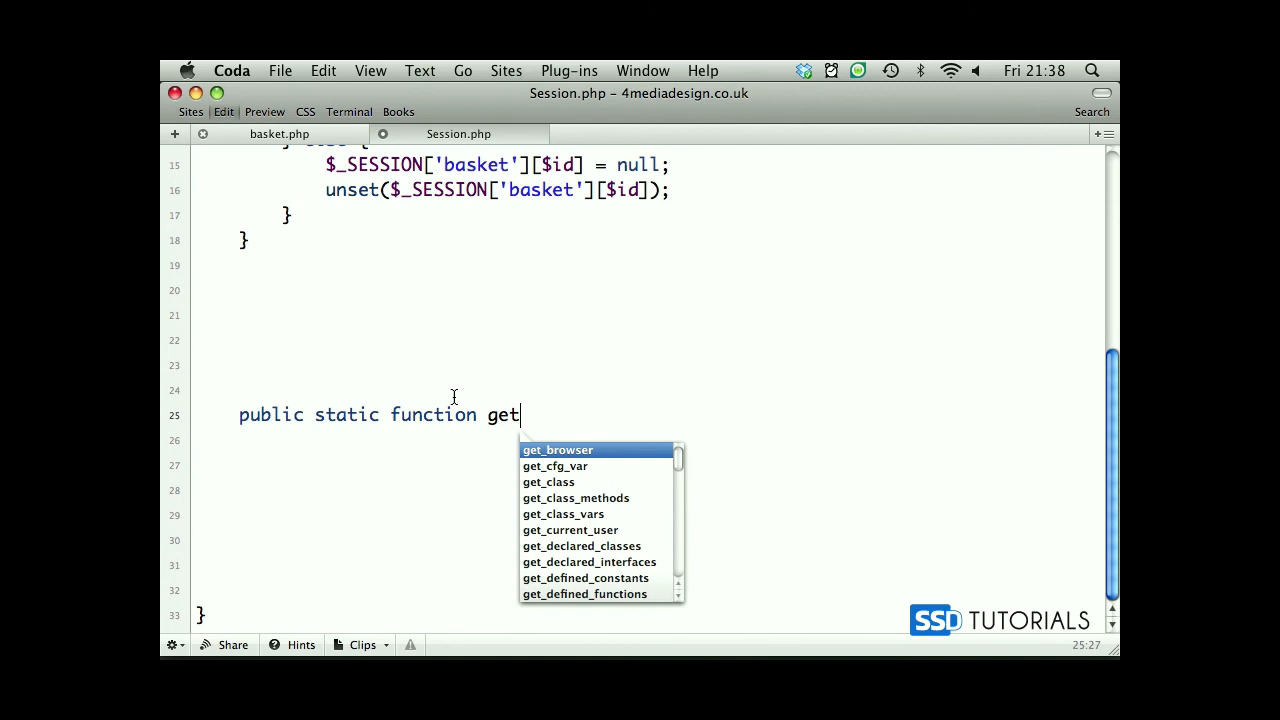 Coda File Edit View Text Go Sites Plug-ins Window Help Fri 21:38
Session.php - 4mediadesign.co.uk
Sites Edit Preview CSS Terminal Books Search
basket.php Session.php
} else {
15 $_SESSION['basket'][$id] = null;
16 unset($_SESSION['basket'][$id]);
17 }
18 }
19
20
21
22
23
24
25 public static function get
26
27
28
29
30
31
32
33 }
get_browser
get_cfg_var
get_class
get_class_methods
get_class_vars
get_current_user
get_declared_classes
get_declared_interfaces
get_defined_constants
get_defined_functions
SSD TUTORIALS
Share Hints Clips 25:27